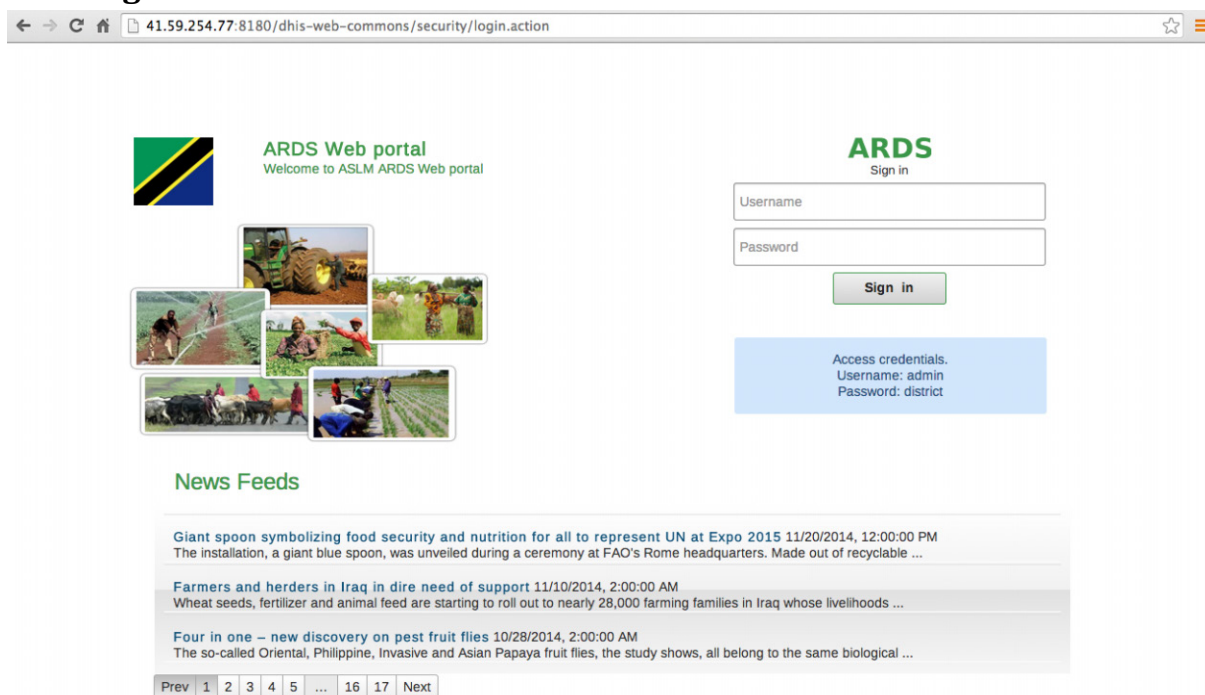 41.59.254.77:8180/dhis-web-commons/security/login.action
ARDS Web portal
Welcome to ASLM ARDS Web portal
ARDS
Sign in
Username
Password
Sign in
Access credentials.
Username: admin
Password: district
News Feeds
Giant spoon symbolizing food security and nutrition for all to represent UN at Expo 2015 11/20/2014, 12:00:00 PM
The installation, a giant blue spoon, was unveiled during a ceremony at FAO's Rome headquarters. Made out of recyclable ...
Farmers and herders in Iraq in dire need of support 11/10/2014, 2:00:00 AM
Wheat seeds, fertilizer and animal feed are starting to roll out to nearly 28,000 farming families in Iraq whose livelihoods ...
Four in one – new discovery on pest fruit flies 10/28/2014, 2:00:00 AM
The so-called Oriental, Philippine, Invasive and Asian Papaya fruit flies, the study shows, all belong to the same biological ...
Prev 1 2 3 4 5 ... 16 17 Next